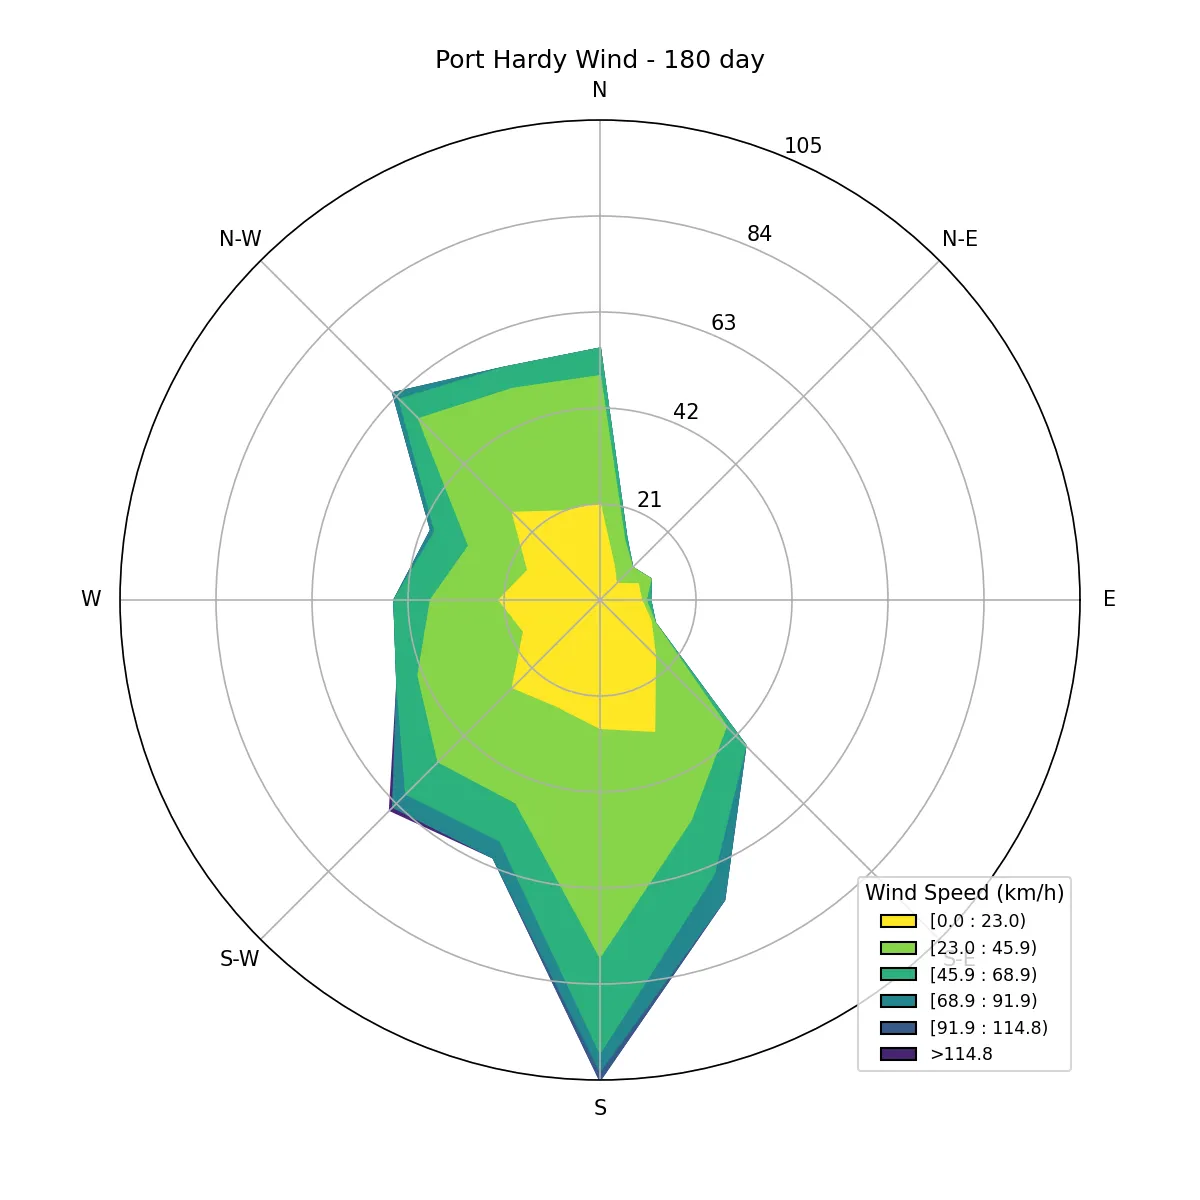 Port Hardy Wind - 180 day
N
105
N-W
84
N-E
63
42
21
W
E
S-W
S-E
S
Wind Speed (km/h)
[0.0 : 23.0)
[23.0 : 45.9)
[45.9 : 68.9)
[68.9 : 91.9)
[91.9 : 114.8)
>114.8